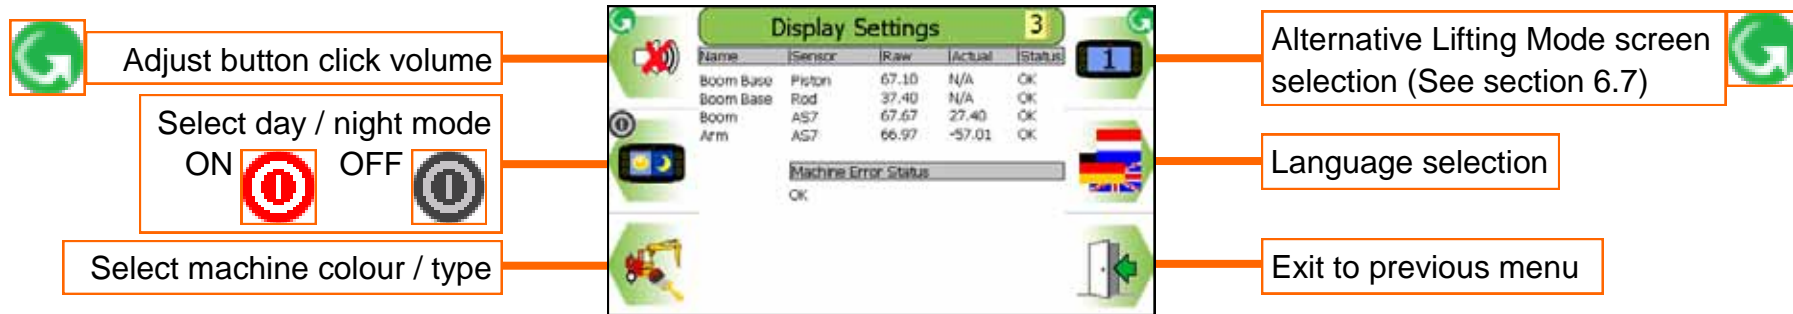 Adjust button click volume
Select day / night mode
ON OFF
Select machine colour / type
Display Settings 3
Name Sensor Raw Actual Status
Boom Base Piston 67.10 N/A OK
Boom Base Rod 37.40 N/A OK
Boom AS7 67.67 27.40 OK
Arm AS7 66.97 -57.01 OK
Machine Error Status
OK
1
Alternative Lifting Mode screen
selection (See section 6.7)
Language selection
Exit to previous menu